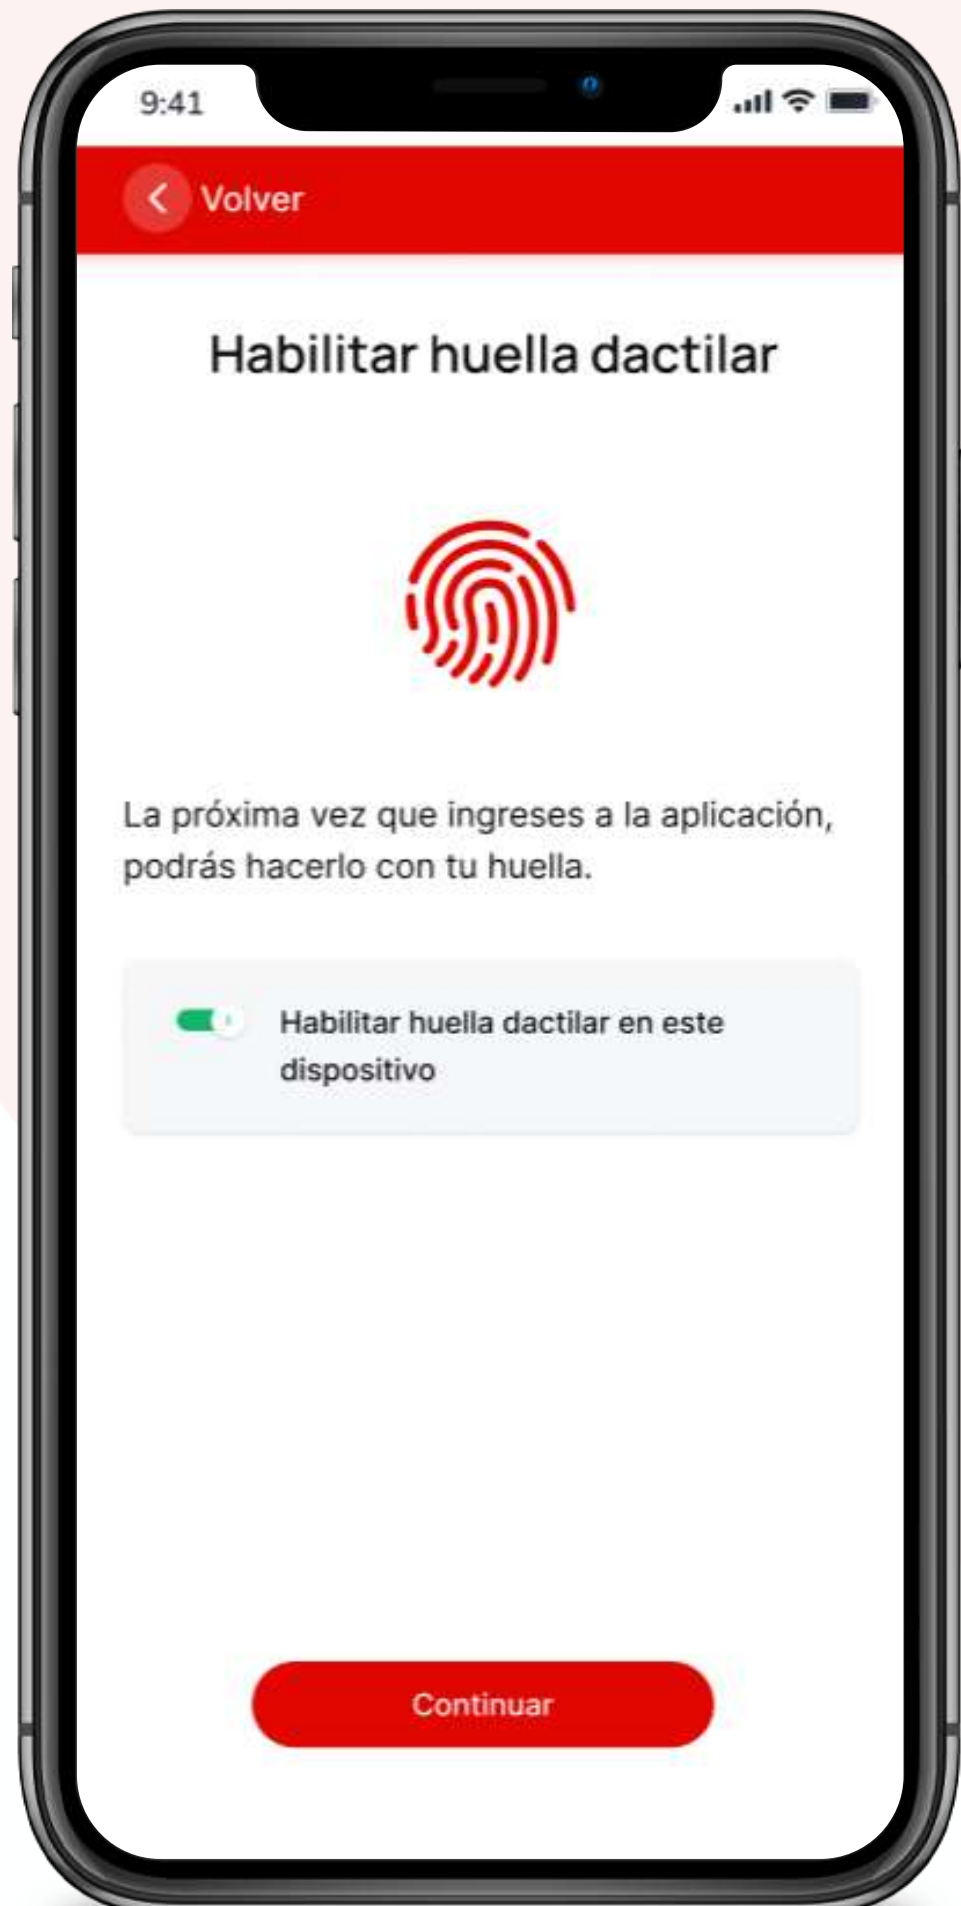 9:41
Volver
Habilitar huella dactilar
La próxima vez que ingreses a la aplicación,
podrás hacerlo con tu huella.
Habilitar huella dactilar en este
dispositivo
Continuar